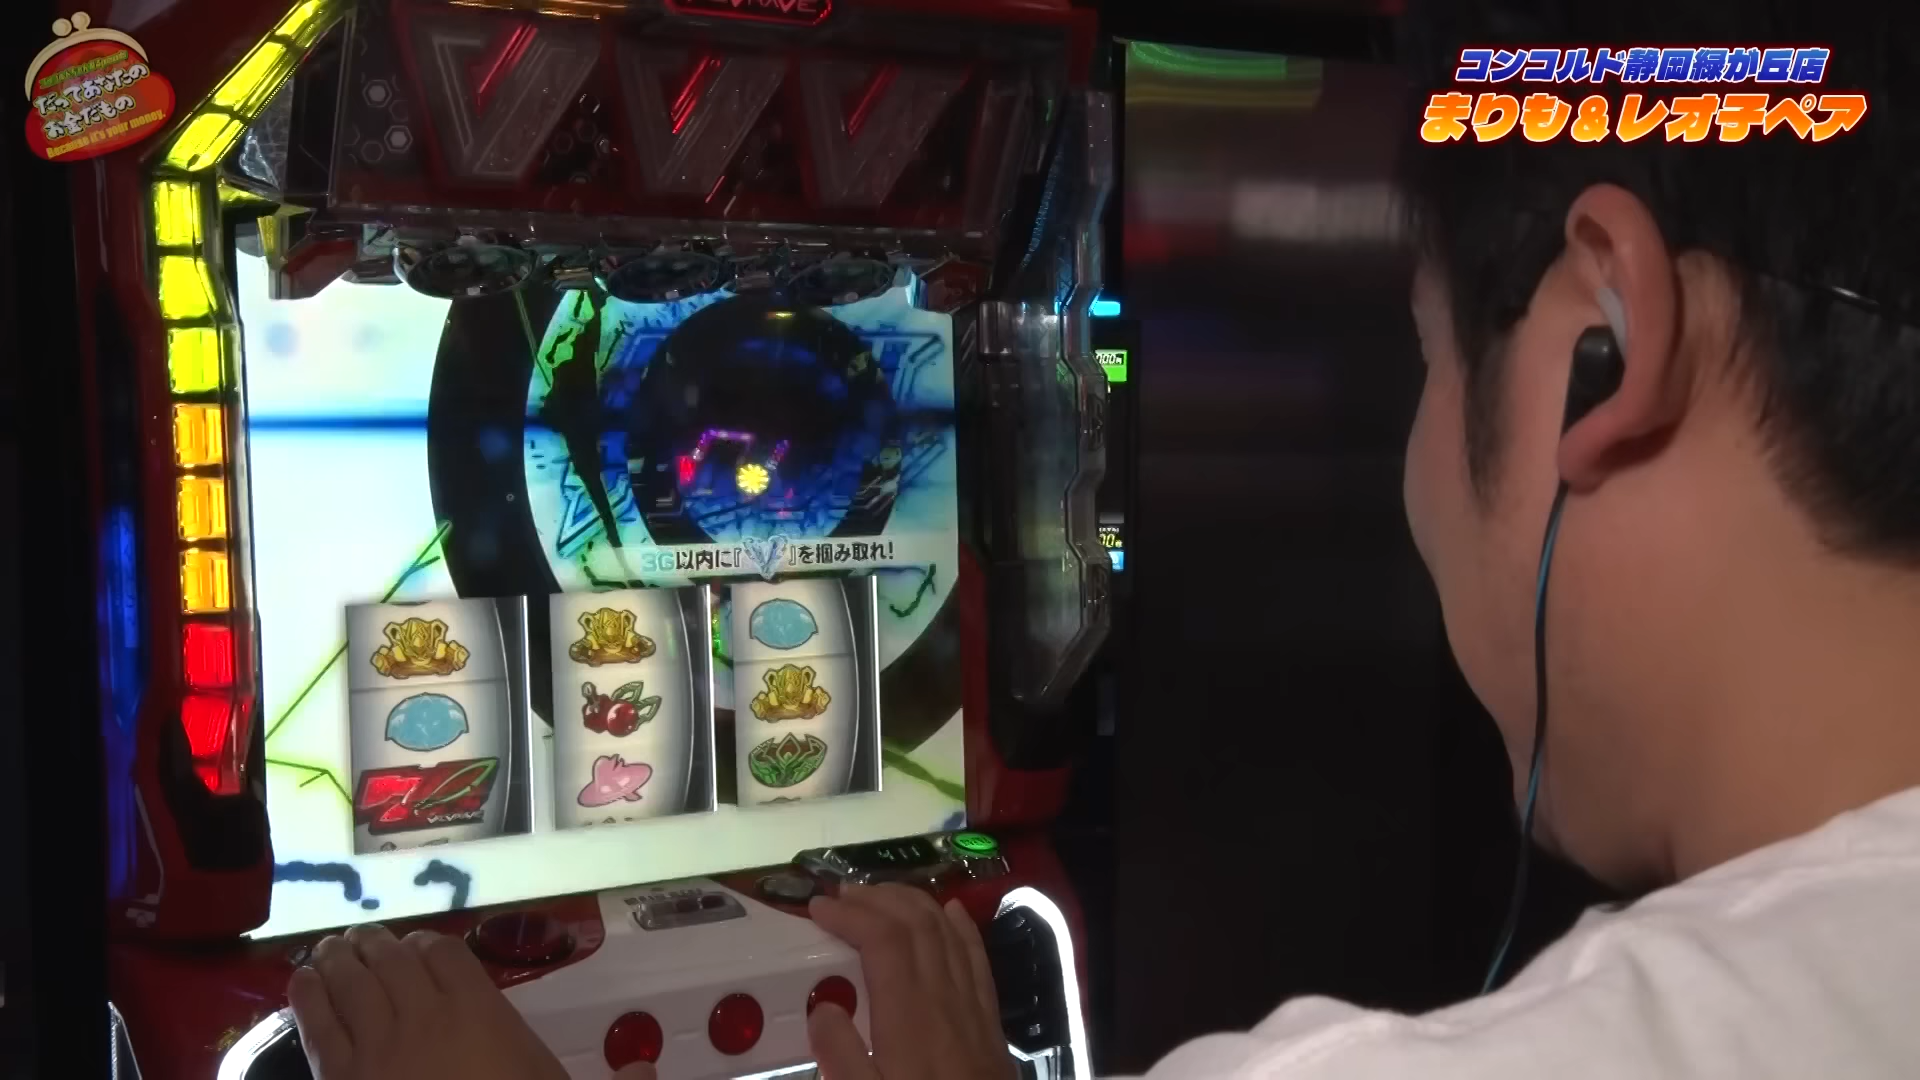 だってあなたの
お金だもの
Because it's your money.
コンコルド静岡緑が丘店
まりも&レオ子ペア
3G以内に『V』を掴み取れ!
VALVRAVE
411